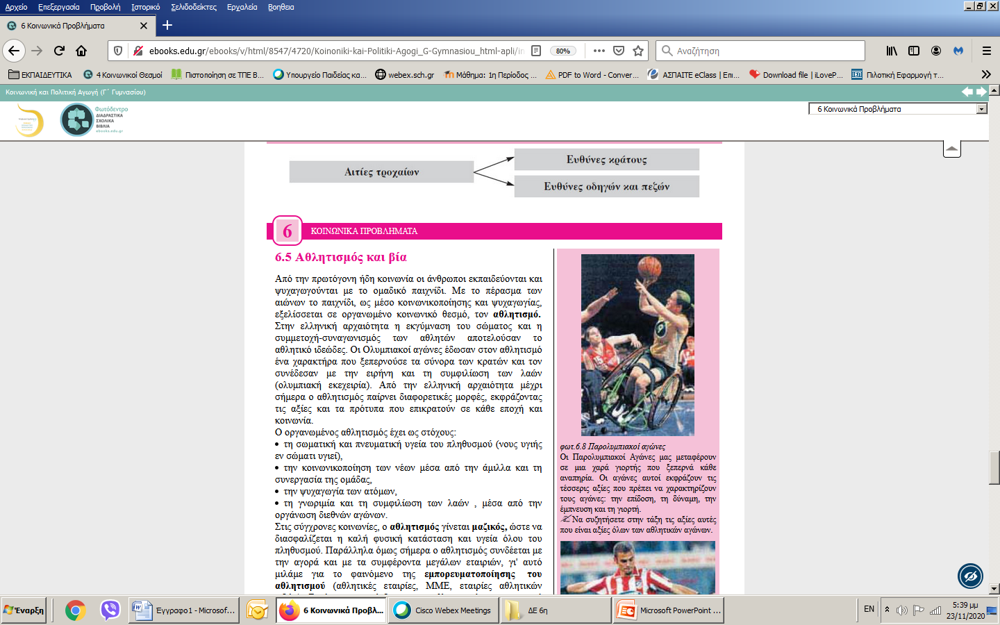 Αρχείο Επεξεργασία Προβολή Ιστορικό Σελιδοδείκτες Εργαλεία Βοήθεια
6 Κοινωνικά Προβλήματα
ebooks.edu.gr/ebooks/v/html/8547/4720/Koinoniki-kai-Politiki-Agogi_G-Gymnasiou_html-apli/in
80%
Αναζήτηση
ΕΚΠΑΙΔΕΥΤΙΚΑ 4 Κοινωνικοί Θεσμοί Πιστοποίηση σε ΤΠΕ Β... Υπουργείο Παιδείας κα... webex.sch.gr Μάθημα: 1η Περίοδος ... PDF to Word - Conver... ΑΣΠΑΙΤΕ eClass | Επι... Download file | iLoveP... Πιλοτική Εφαρμογή τ...
Κοινωνική και Πολιτική Αγωγή (Γ΄ Γυμνασίου)
6 Κοινωνικά Προβλήματα
Φωτόδεντρο
ΔΙΑΔΡΑΣΤΙΚΑ
ΣΧΟΛΙΚΑ
ΒΙΒΛΙΑ
ebooks.edu.gr
Αιτίες τροχαίων
Ευθύνες κράτους
Ευθύνες οδηγών και πεζών
6 ΚΟΙΝΩΝΙΚΑ ΠΡΟΒΛΗΜΑΤΑ
6.5 Αθλητισμός και βία
Από την πρωτόγονη ήδη κοινωνία οι άνθρωποι εκπαιδεύονται και
ψυχαγωγούνται με το ομαδικό παιχνίδι. Με το πέρασμα των
αιώνων το παιχνίδι, ως μέσο κοινωνικοποίησης και ψυχαγωγίας,
εξελίσσεται σε οργανωμένο κοινωνικό θεσμό, τον αθλητισμό.
Στην ελληνική αρχαιότητα η εκγύμναση του σώματος και η
συμμετοχή-συναγωνισμός των αθλητών αποτελούσαν το
αθλητικό ιδεώδες. Οι Ολυμπιακοί αγώνες έδωσαν στον αθλητισμό
ένα χαρακτήρα που ξεπερνούσε τα σύνορα των κρατών και τον
συνέδεσαν με την ειρήνη και τη συμφιλίωση των λαών
(ολυμπιακή εκεχειρία). Από την ελληνική αρχαιότητα μέχρι
σήμερα ο αθλητισμός παίρνει διαφορετικές μορφές, εκφράζοντας
τις αξίες και τα πρότυπα που επικρατούν σε κάθε εποχή και
κοινωνία.
Ο οργανωμένος αθλητισμός έχει ως στόχους:
• τη σωματική και πνευματική υγεία του πληθυσμού (νους υγιής
εν σώματι υγιεί),
• την κοινωνικοποίηση των νέων μέσα από την άμιλλα και τη
συνεργασία της ομάδας,
• την ψυχαγωγία των ατόμων,
• τη γνωριμία και τη συμφιλίωση των λαών , μέσα από την
οργάνωση διεθνών αγώνων.
Στις σύγχρονες κοινωνίες, ο αθλητισμός γίνεται μαζικός, ώστε να
διασφαλίζεται η καλή φυσική κατάσταση και υγεία όλου του
πληθυσμού. Παράλληλα όμως σήμερα ο αθλητισμός συνδέεται με
την αγορά και με τα συμφέροντα μεγάλων εταιριών, γι' αυτό
μιλάμε για το φαινόμενο της εμπορευματοποίησης του
αθλητισμού (αθλητικές εταιρίες, ΜΜΕ, εταιρίες αθλητικών
φωτ.6.8 Παρολυμπιακοί αγώνες
Οι Παρολυμπιακοί Αγώνες μας μεταφέρουν
σε μια χαρά γιορτής που ξεπερνά κάθε
αναπηρία. Οι αγώνες αυτοί εκφράζουν τις
τέσσερις αξίες που πρέπει να χαρακτηρίζουν
τους αγώνες: την επίδοση, τη δύναμη, την
έμπνευση και τη γιορτή.
Να συζητήσετε στην τάξη τις αξίες αυτές
που είναι αξίες όλων των αθλητικών αγώνων.
Έναρξη Έγγραφο1 - Microsof... 6 Κοινωνικά Προβλ... Cisco Webex Meetings ΔΕ 6η Microsoft PowerPoint ... EN 5:39 μμ
23/11/2020